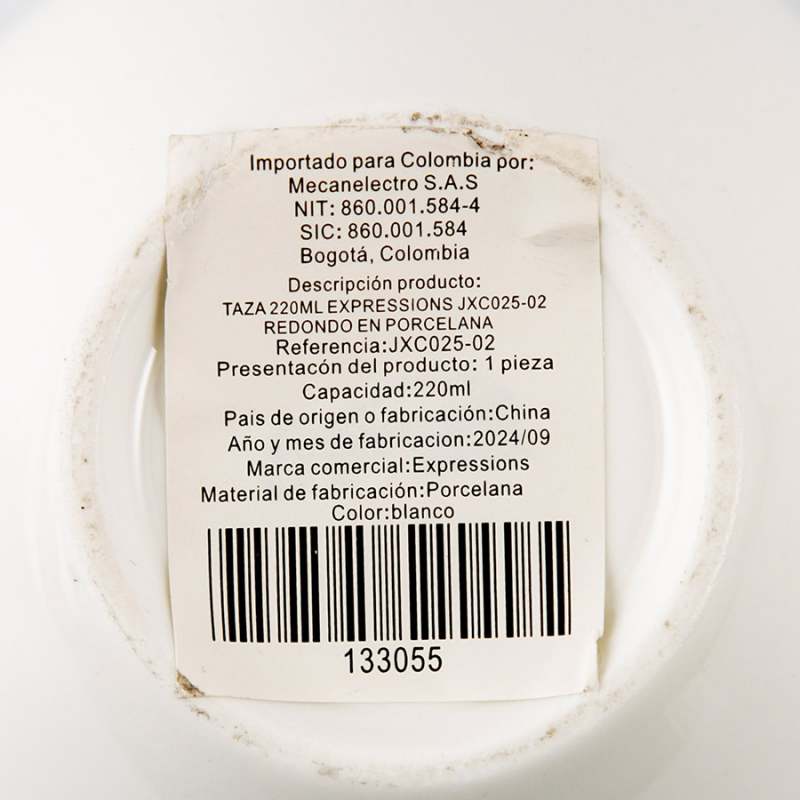 Importado para Colombia por:
Mecanelectro S.A.S
NIT: 860.001.584-4
SIC: 860.001.584
Bogotá, Colombia
Descripción producto:
TAZA 220ML EXPRESSIONS JXC025-02
REDONDO EN PORCELANA
Referencia:JXC025-02
Presentacón del producto: 1 pieza
Capacidad:220ml
Pais de origen o fabricación:China
Año y mes de fabricacion:2024/09
Marca comercial:Expressions
Material de fabricación:Porcelana
Color:blanco
133055